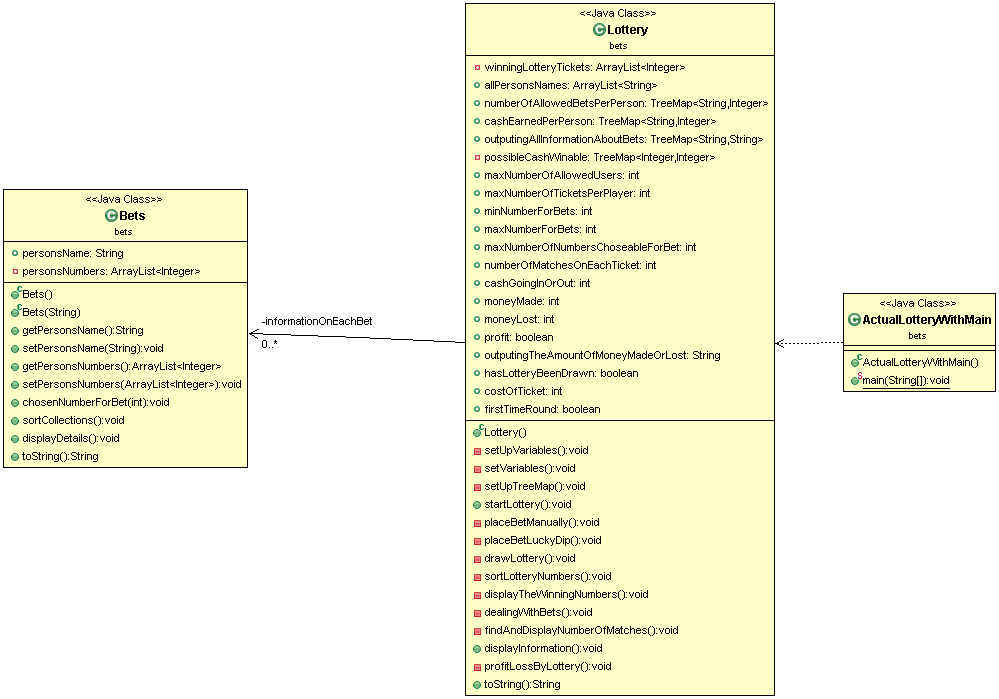 <<Java Class>>
Bets
bets
personsName: String
personsNumbers: ArrayList<Integer>
Bets()
Bets(String)
getPersonsName():String
setPersonsName(String):void
getPersonsNumbers():ArrayList<Integer>
setPersonsNumbers(ArrayList<Integer>):void
chosenNumberForBet(int):void
sortCollections():void
displayDetails():void
toString():String
-informationOnEachBet
0..*
<<Java Class>>
Lottery
bets
winningLotteryTickets: ArrayList<Integer>
allPersonsNames: ArrayList<String>
numberOfAllowedBetsPerPerson: TreeMap<String,Integer>
cashEarnedPerPerson: TreeMap<String,Integer>
outputingAllInformationAboutBets: TreeMap<String,String>
possibleCashWinable: TreeMap<Integer,Integer>
maxNumberOfAllowedUsers: int
maxNumberOfTicketsPerPlayer: int
minNumberForBets: int
maxNumberForBets: int
maxNumberOfNumbersChoseableForBet: int
numberOfMatchesOnEachTicket: int
cashGoingInOrOut: int
moneyMade: int
moneyLost: int
profit: boolean
outputingTheAmountOfMoneyMadeOrLost: String
hasLotteryBeenDrawn: boolean
costOfTicket: int
firstTimeRound: boolean
Lottery()
setUpVariables():void
setVariables():void
setUpTreeMap():void
startLottery():void
placeBetManually():void
placeBetLuckyDip():void
drawLottery():void
sortLotteryNumbers():void
displayTheWinningNumbers():void
dealingWithBets():void
findAndDisplayNumberOfMatches():void
displayInformation():void
profitLossByLottery():void
toString():String
<<Java Class>>
ActualLotteryWithMain
bets
ActualLotteryWithMain()
main(String[]):void